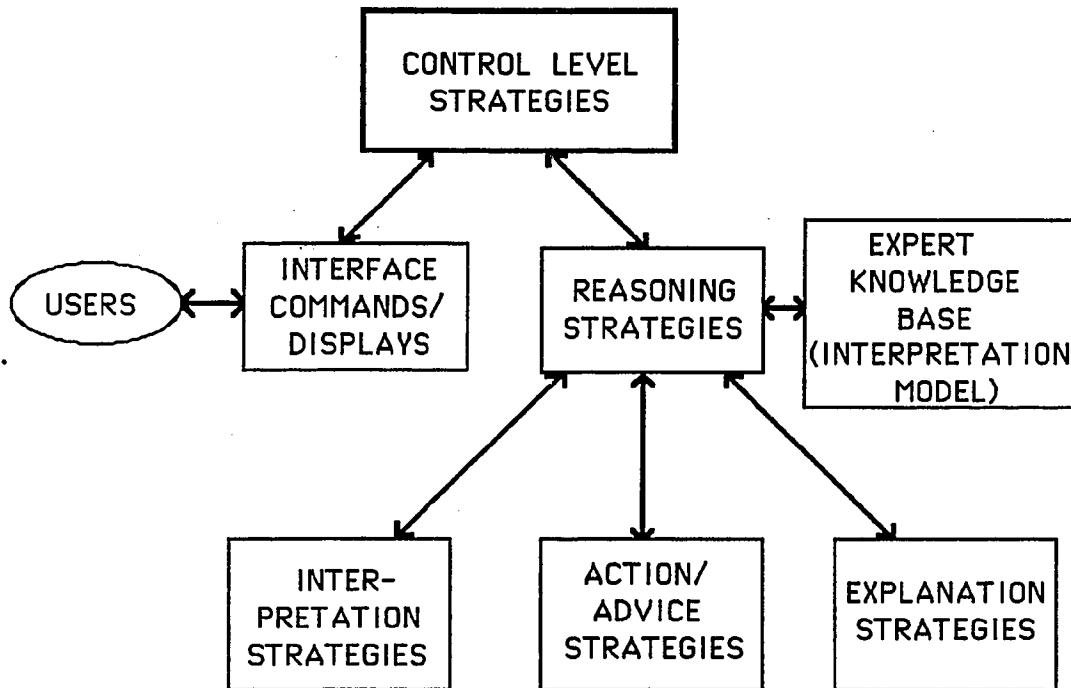 CONTROL LEVEL
STRATEGIES
USERS
INTERFACE
COMMANDS/
DISPLAYS
REASONING
STRATEGIES
EXPERT
KNOWLEDGE
BASE
(INTERPRETATION
MODEL)
INTER-
PRETATION
STRATEGIES
ACTION/
ADVICE
STRATEGIES
EXPLANATION
STRATEGIES